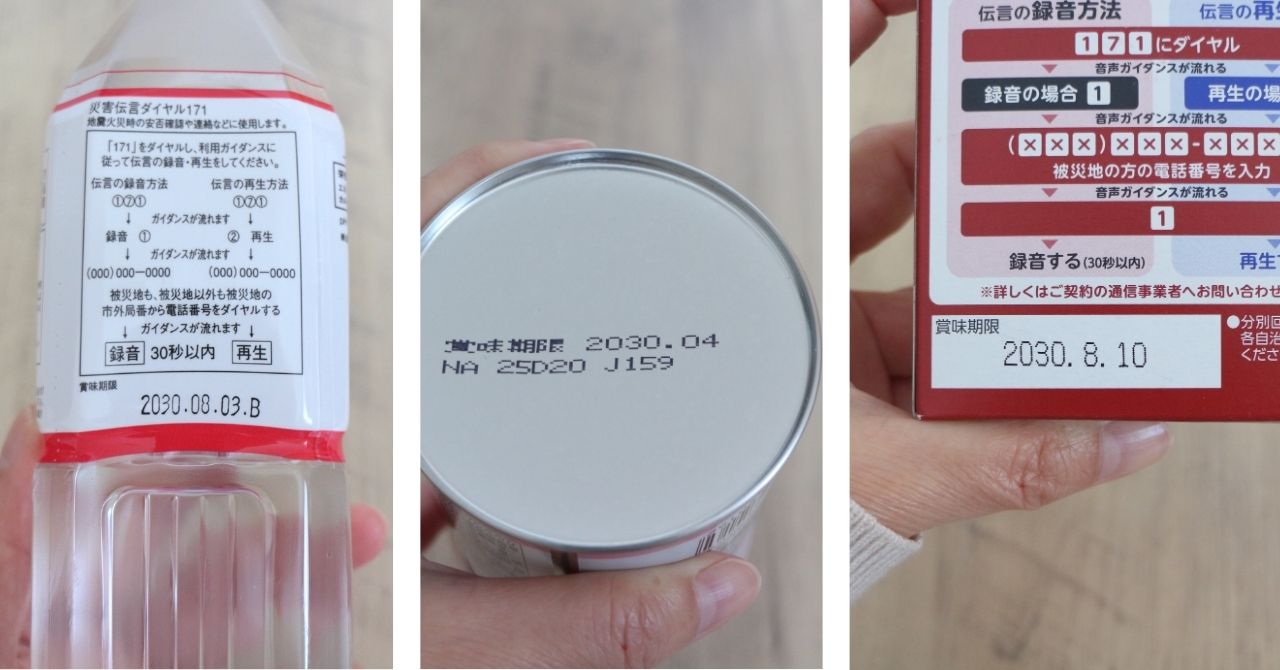 災害伝言ダイヤル171
地震火災時の安否確認や連絡などに使用します。
「171」をダイヤルし、利用ガイダンスに
従って伝言の録音・再生をしてください。
伝言の録音方法 伝言の再生方法
①⑦① ①⑦①
↓ ガイダンスが流れます ↓
録音 ① ② 再生
↓ ガイダンスが流れます ↓
(000)000-0000 (000)000-0000
被災地も、被災地以外も被災地の
市外局番から電話番号をダイヤルする
↓ ガイダンスが流れます ↓
録音 30秒以内 再生
賞味期限
2030.08.03.B
賞味期限 2030.04
NA 25D20 J159
伝言の録音方法 伝言の再生
171にダイヤル
音声ガイダンスが流れる
録音の場合 1 再生の場
音声ガイダンスが流れる
(×××)×××-×××
被災地の方の電話番号を入力
音声ガイダンスが流れる
1
録音する(30秒以内) 再生す
※詳しくはご契約の通信事業者へお問い合わせ
賞味期限
2030.8.10
●分別回
各自治
くださ